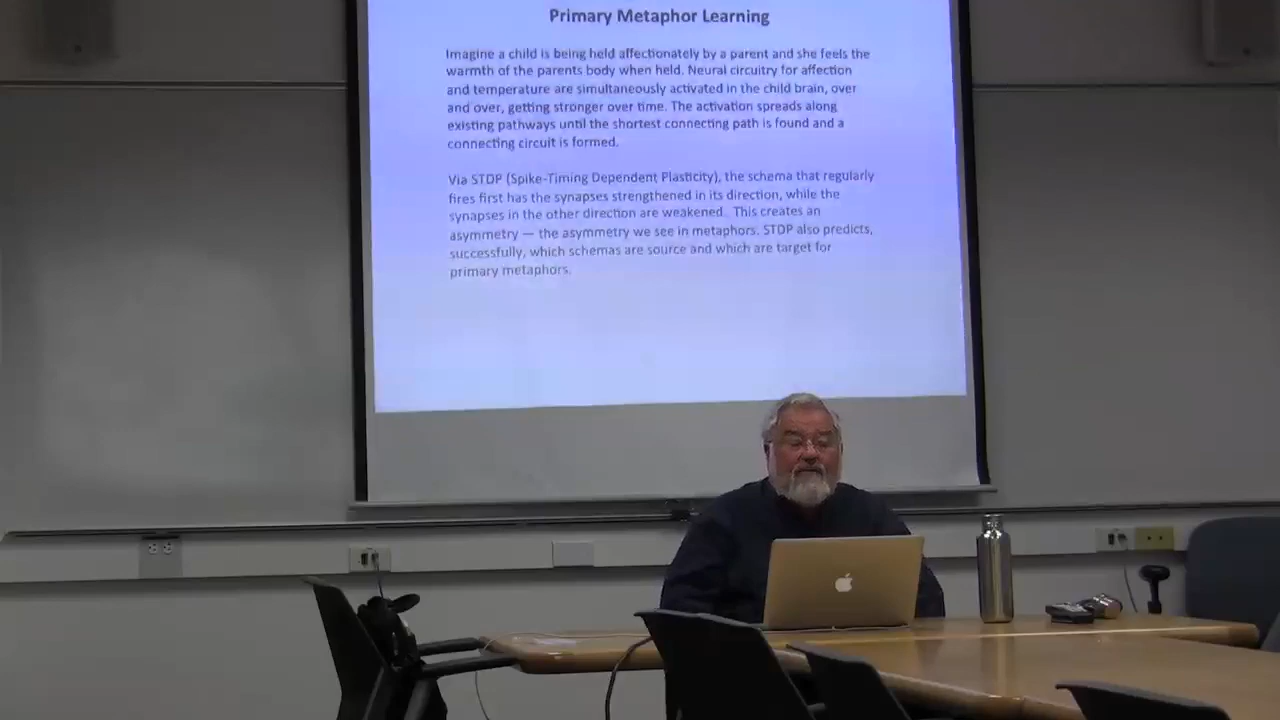 Primary Metaphor Learning
Imagine a child is being held affectionately by a parent and she feels the
warmth of the parents body when held. Neural circuitry for affection
and temperature are simultaneously activated in the child brain, over
and over, getting stronger over time. The activation spreads along
existing pathways until the shortest connecting path is found and a
connecting circuit is formed.
Via STDP (Spike-Timing Dependent Plasticity), the schema that regularly
fires first has the synapses strengthened in its direction, while the
synapses in the other direction are weakened. This creates an
asymmetry — the asymmetry we see in metaphors. STDP also predicts,
successfully, which schemas are source and which are target for
primary metaphors.